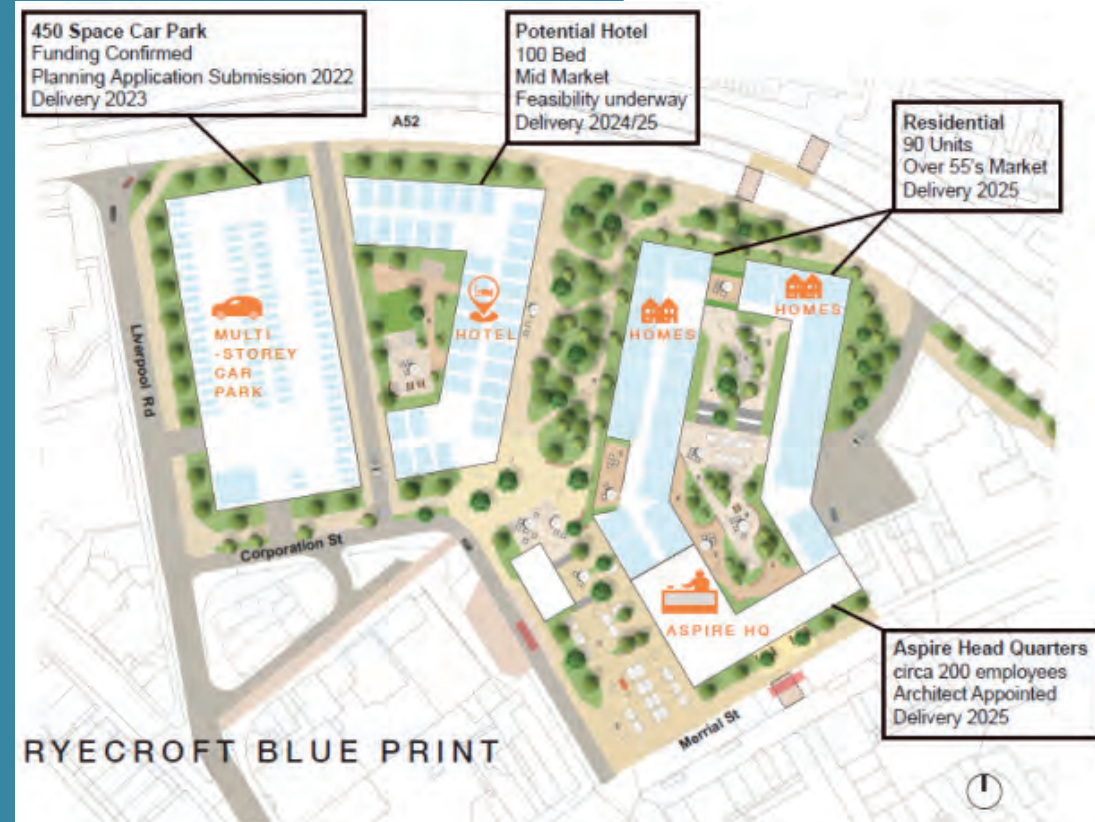 450 Space Car Park
Funding Confirmed
Planning Application Submission 2022
Delivery 2023
Potential Hotel
100 Bed
Mid Market
Feasibility underway
Delivery 2024/25
A52
Residential
90 Units
Over 55's Market
Delivery 2025
Liverpool Rd
MULTI
-STOREY
CAR
PARK
HOTEL
HOMES
HOMES
Corporation St
ASPIRE HQ
Merrial St
Aspire Head Quarters
circa 200 employees
Architect Appointed
Delivery 2025
RYECROFT BLUE PRINT